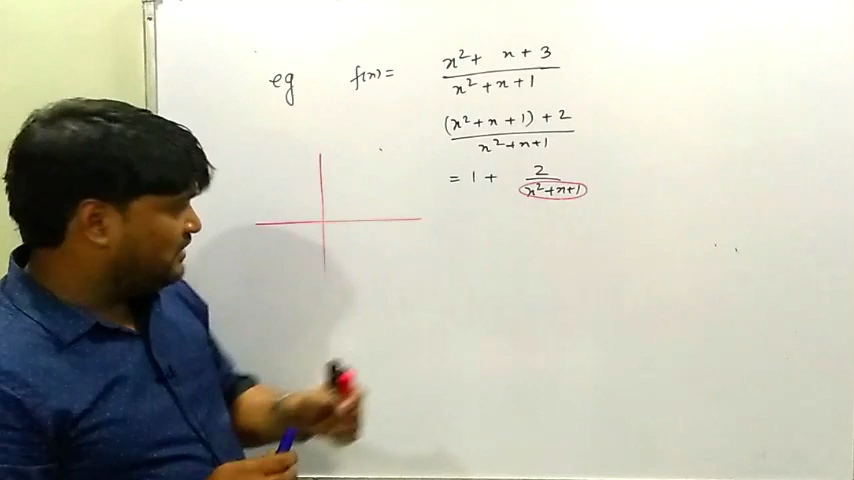 eg f(x) = x² + x + 3 / x² + x + 1
(x² + x + 1) + 2 / x² + x + 1
= 1 + 2 / x² + x + 1